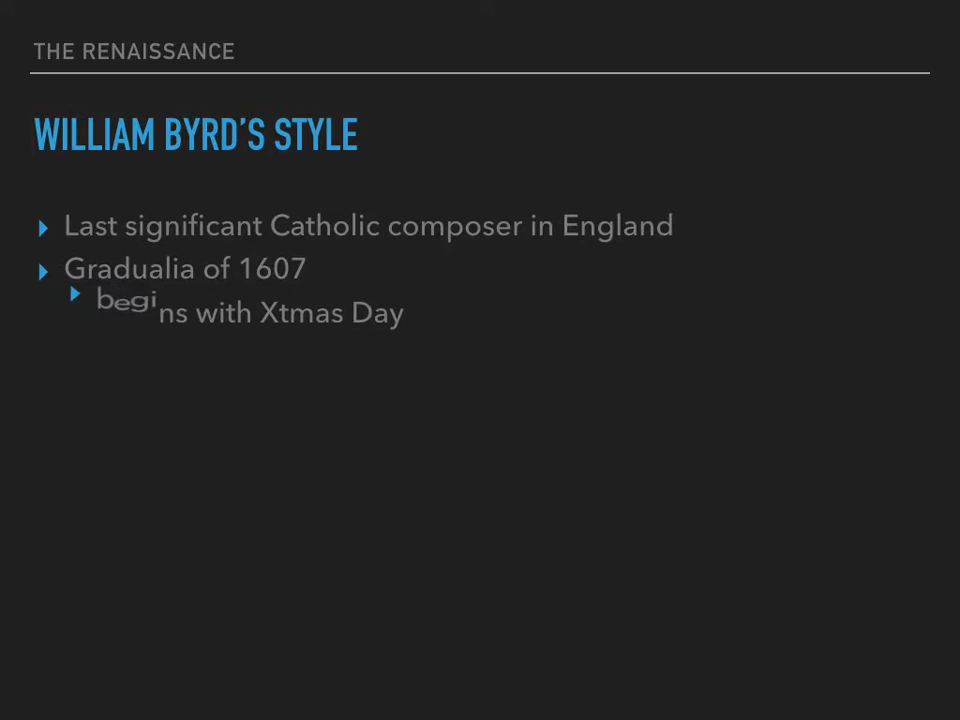 THE RENAISSANCE
WILLIAM BYRD’S STYLE
Last significant Catholic composer in England
Gradualia of 1607
begins with Xtmas Day